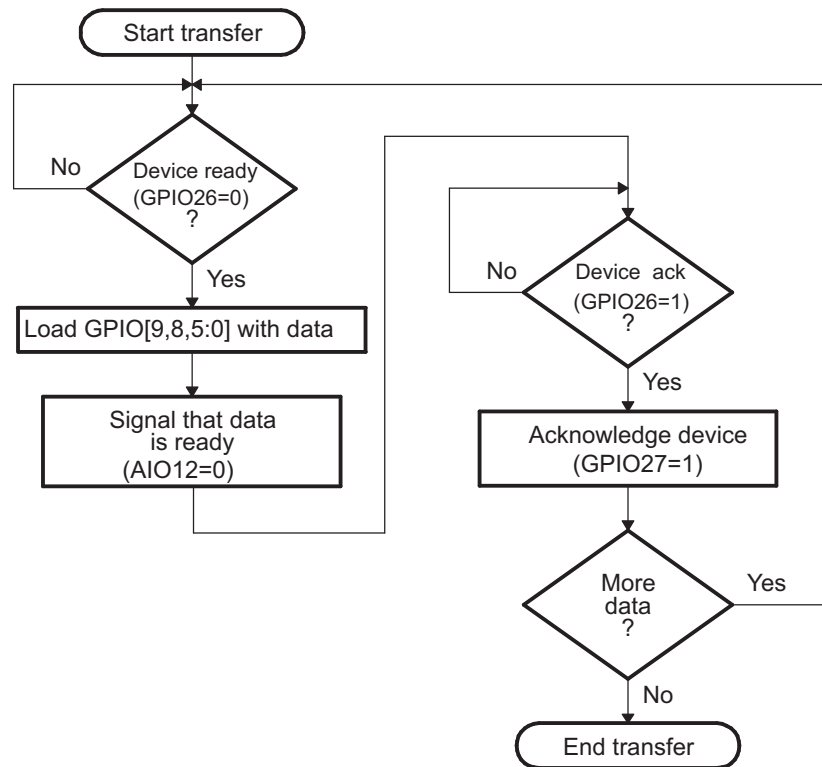 Start transfer
No
Device ready
(GPIO26=0)
?
Yes
Load GPIO[9,8,5:0] with data
Signal that data
is ready
(AIO12=0)
No
Device ack
(GPIO26=1)
?
Yes
Acknowledge device
(GPIO27=1)
More
data
?
Yes
No
End transfer